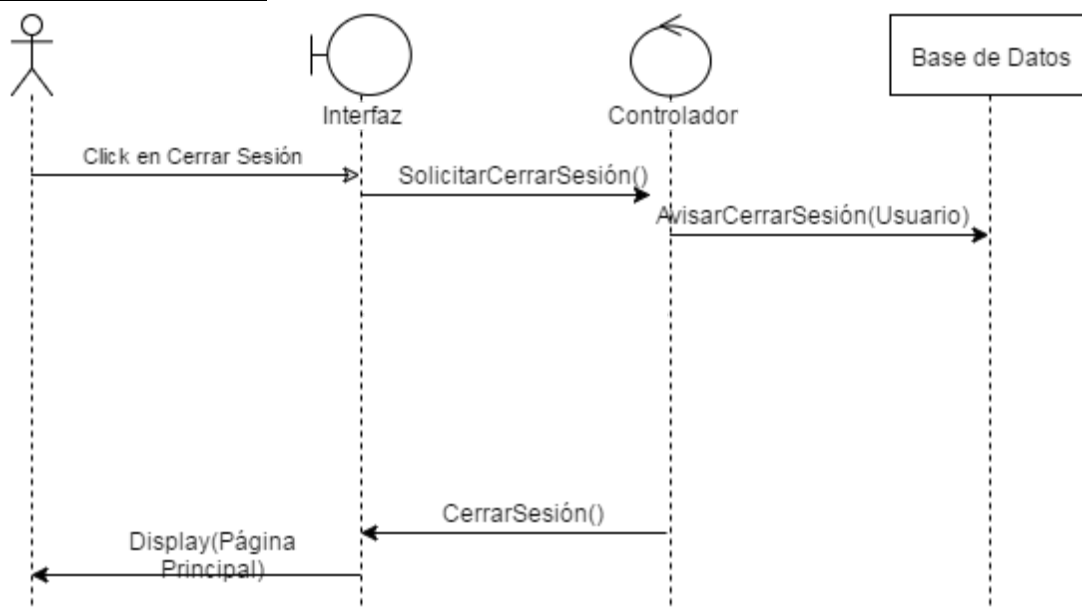 Base de Datos
Interfaz
Controlador
Click en Cerrar Sesión
SolicitarCerrarSesión()
AvisarCerrarSesión(Usuario)
CerrarSesión()
Display(Página
Principal)